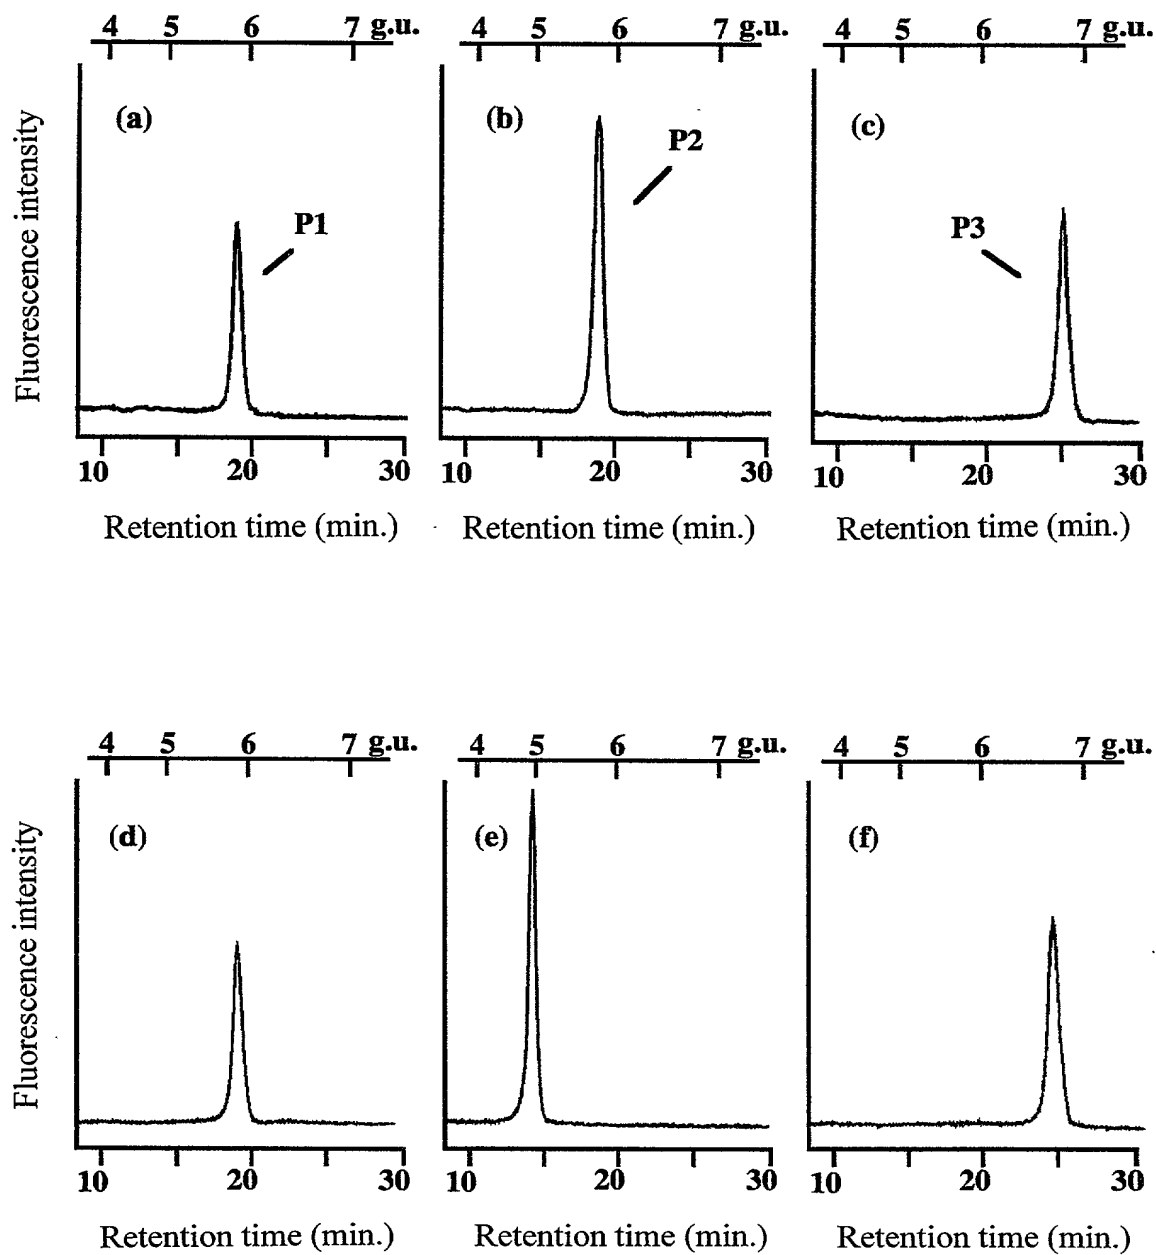 4 5 6 7 g.u. 4 5 6 7 g.u. 4 5 6 7 g.u.
(a) (b) (c)
P1 P2 P3
Fluorescence intensity
10 20 30 10 20 30 10 20 30
Retention time (min.) Retention time (min.) Retention time (min.)
4 5 6 7 g.u. 4 5 6 7 g.u. 4 5 6 7 g.u.
(d) (e) (f)
Fluorescence intensity
10 20 30 10 20 30 10 20 30
Retention time (min.) Retention time (min.) Retention time (min.)